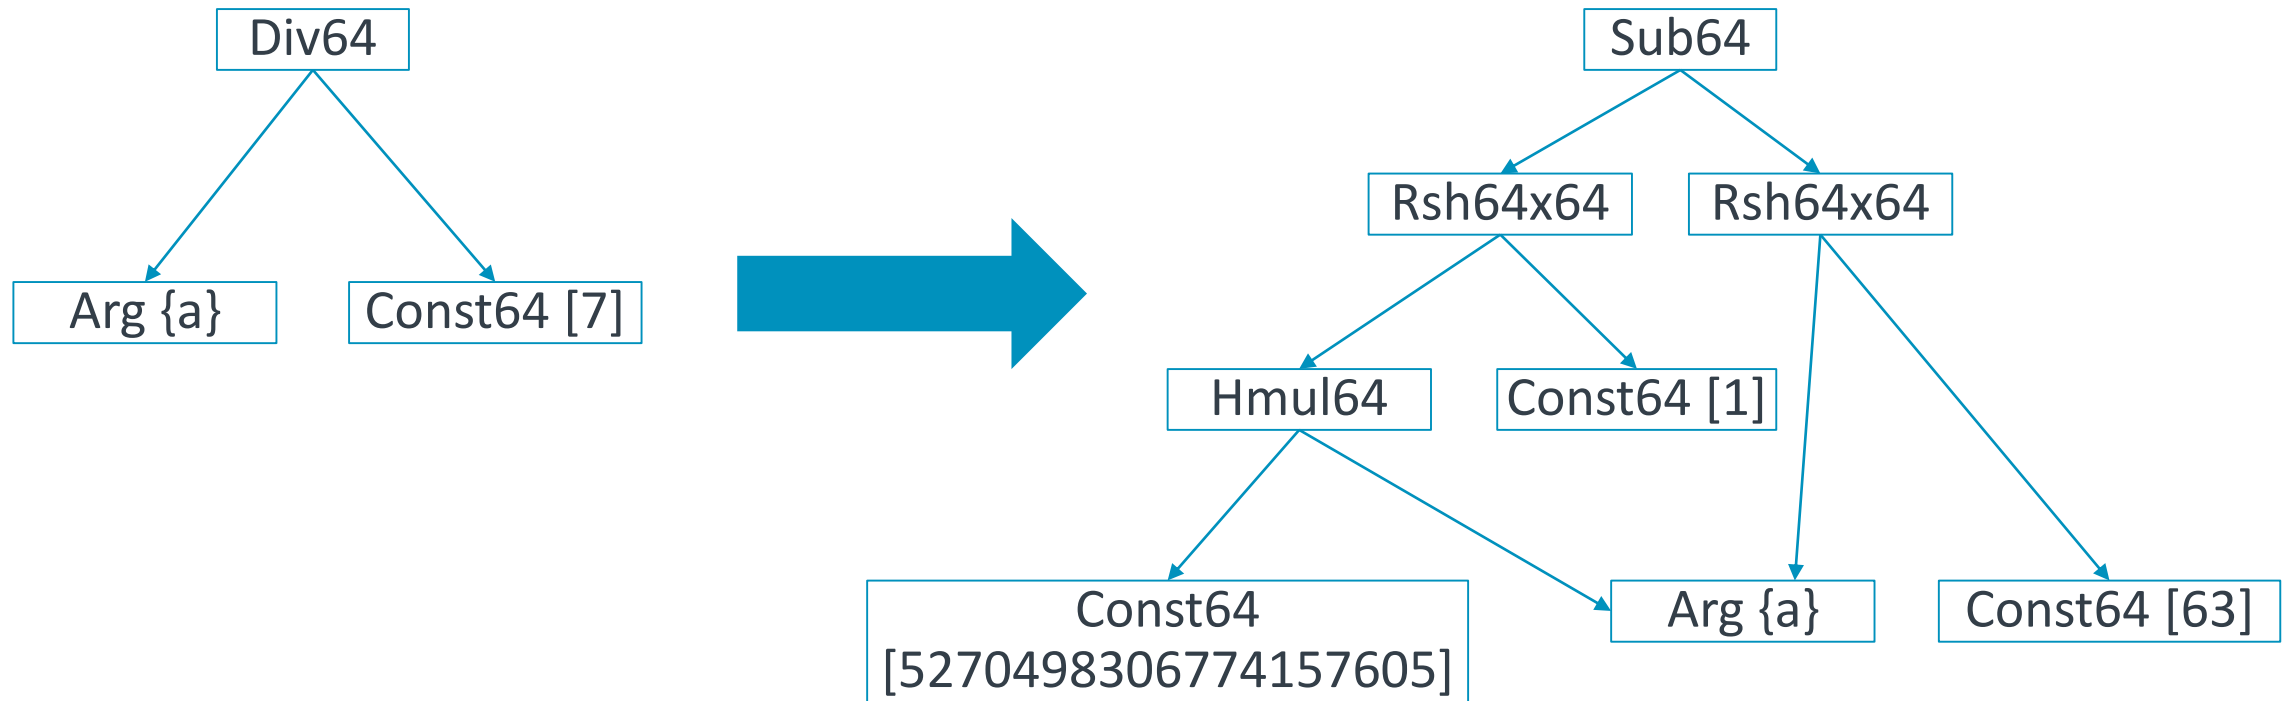 Div64
Sub64
Rsh64x64
Rsh64x64
Arg {a}
Const64 [7]
Hmul64
Const64 [1]
Const64
[5270498306774157605]
Arg {a}
Const64 [63]